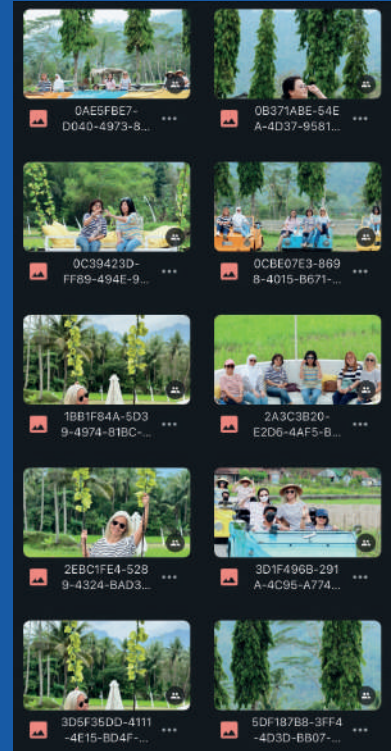 0AE5FBE7-
D040-4973-8...
0B371ABE-54E
A-4D37-9581...
0C39423D-
FF89-494E-9...
0CBE07E3-869
8-4015-B671-...
1BB1F84A-5D3
9-4974-81BC-...
2A3C3B20-
E2D6-4AF5-B...
2EBC1FE4-528
9-4324-BAD3...
3D1F496B-291
A-4C95-A774...
3D5F35DD-4111
-4E15-BD4F-...
5DF187B8-3FF4
-4D3D-BB07-...